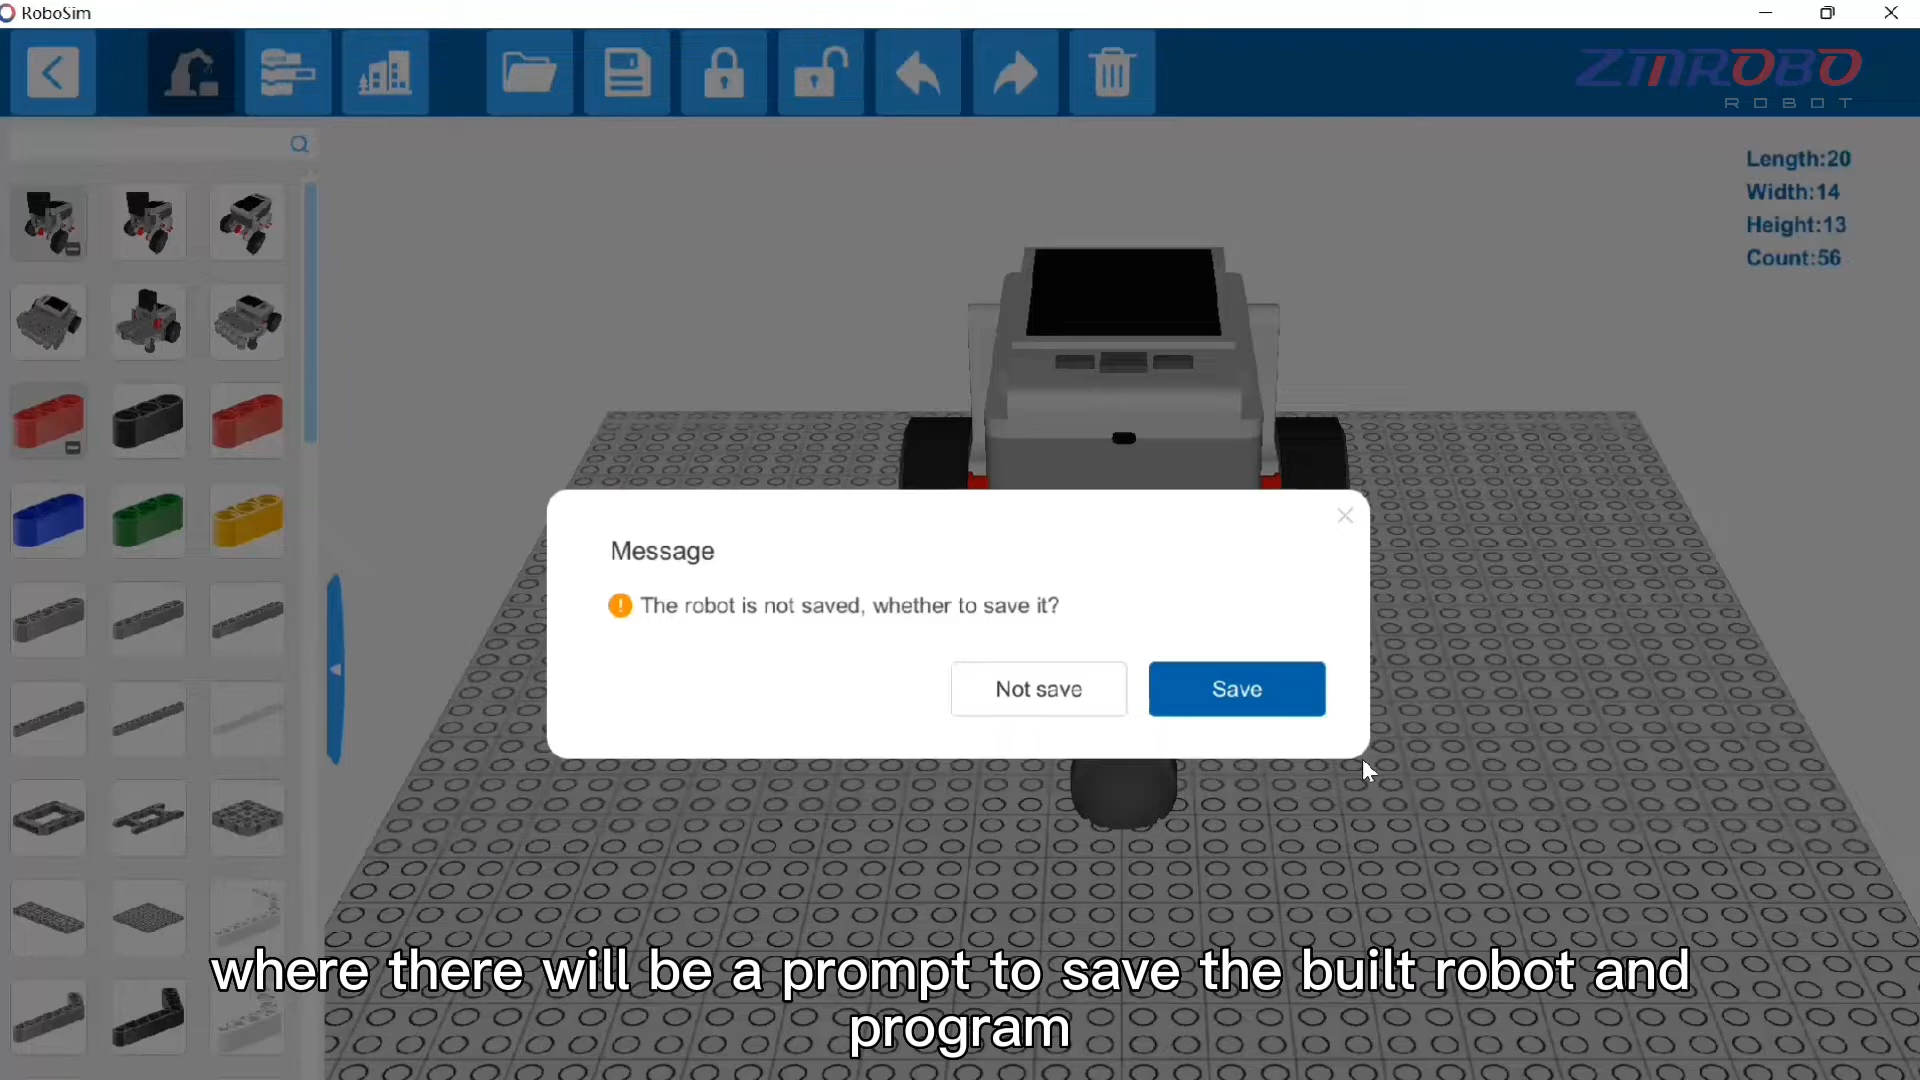 RoboSim
ZMROBO
ROBOT
Length:20
Width:14
Height:13
Count:56
Message
The robot is not saved, whether to save it?
Not save
Save
where there will be a prompt to save the built robot and
program